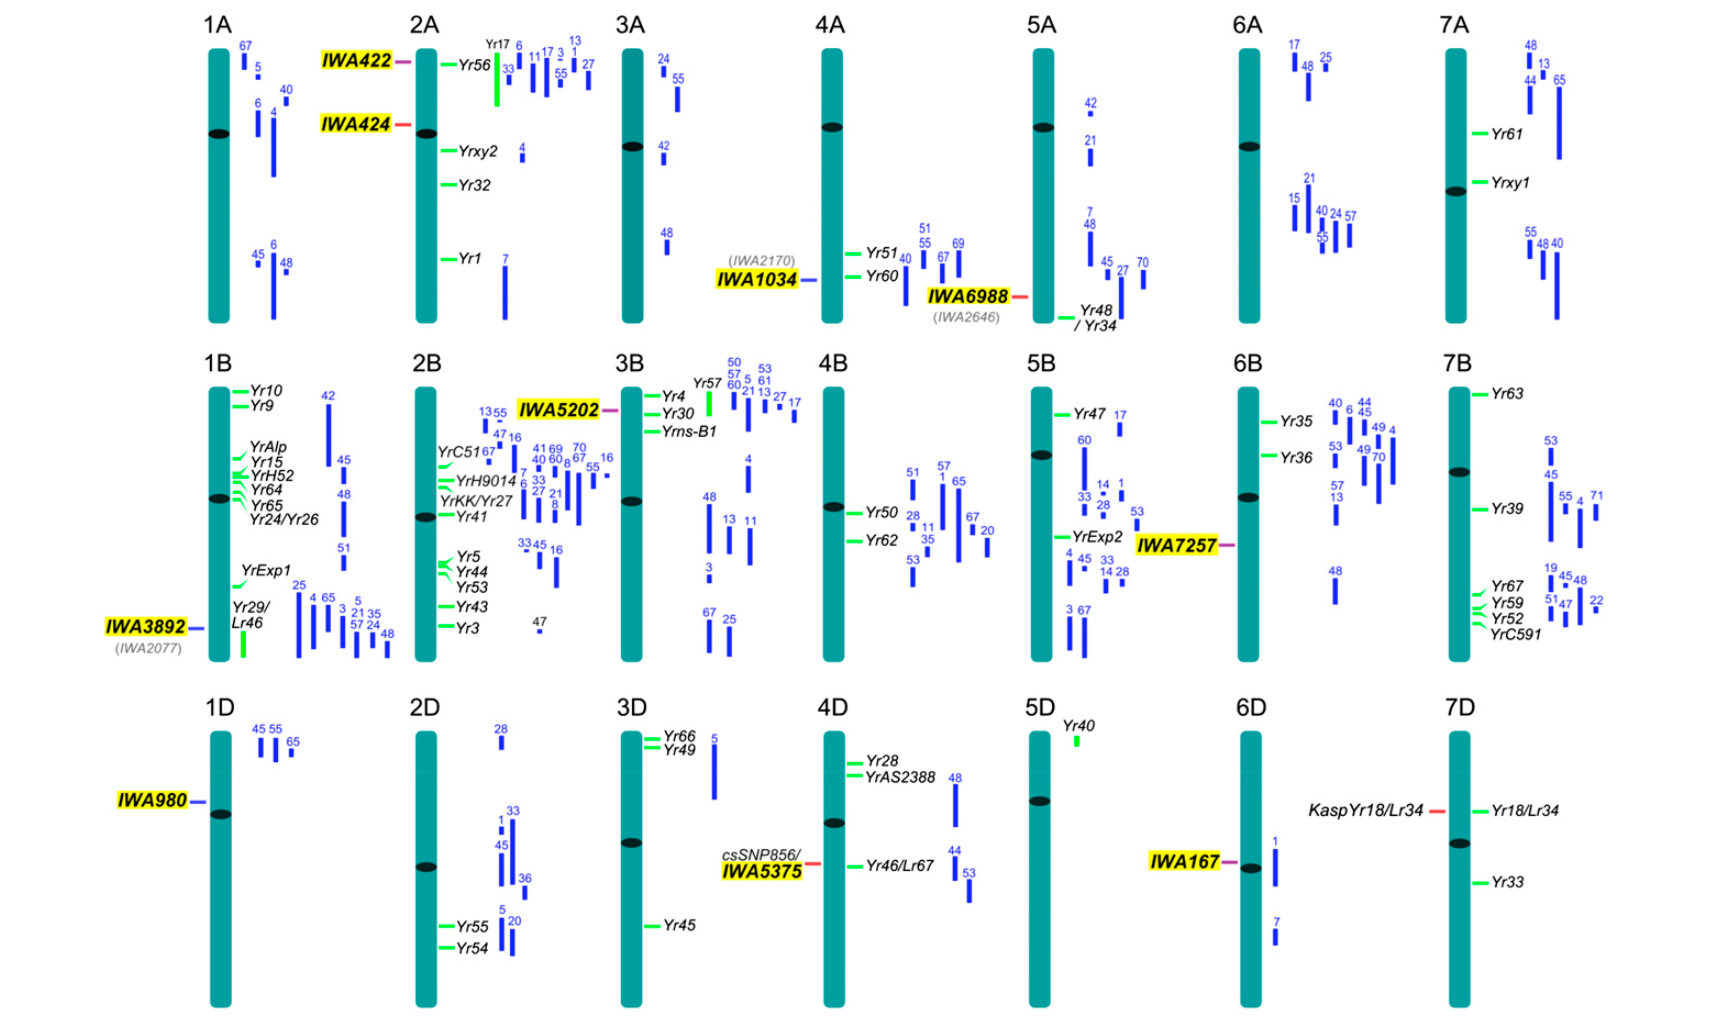 1A 2A 3A 4A 5A 6A 7A
67
5
40
6 4
6
45 48
IWA422
IWA424
Yr56
Yr17
6
33
11 17 3
13
1
55
27
Yrxy2
4
Yr32
Yr1
7
24
55
42
48
(IWA2170)
IWA1034
Yr51
Yr60
40
51
55
67
69
42
21
7
48
45
27
70
IWA6988
(IWA2646)
Yr48
/ Yr34
17
48
25
15
21
40
55
24
57
48
13
44
65
Yr61
Yrxy1
55
48 40
1B 2B 3B 4B 5B 6B 7B
Yr10
Yr9
YrAlp
Yr15
YrH52
Yr64
Yr65
Yr24/Yr26
YrExp1
Yr29/
Lr46
IWA3892
(IWA2077)
42
45
48
51
25
4 65
3
5
21
57
35
24
48
YrC51
YrH9014
YrKK/Yr27
Yr41
Yr5
Yr44
Yr53
Yr43
Yr3
13 55
47
67
16
41
40
69
60
8
70
67
55
16
7
6
33
27
21
8
33
45
16
47
IWA5202
Yr4
Yr30
Yrns-B1
Yr57
50
57
60
5
21
53
61
13
27
17
4
48
13
11
3
67
25
Yr50
Yr62
51
57
1
65
28
11
35
67
20
53
Yr47
YrExp2
17
60
14
1
33
28
53
4
45
33
14
28
3 67
IWA7257
Yr35
Yr36
40
6
44
45
49
4
53
49
70
57
13
48
Yr63
Yr39
Yr67
Yr59
Yr52
YrC591
53
45
55
4
71
19
45
48
51
47
22
1D 2D 3D 4D 5D 6D 7D
IWA980
45 55
65
28
1
33
45
36
5
20
Yr55
Yr54
Yr66
Yr49
5
Yr45
Yr28
YrAS2388
48
csSNP856/
IWA5375
Yr46/Lr67
44
53
Yr40
IWA167
1
7
KaspYr18/Lr34
Yr18/Lr34
Yr33